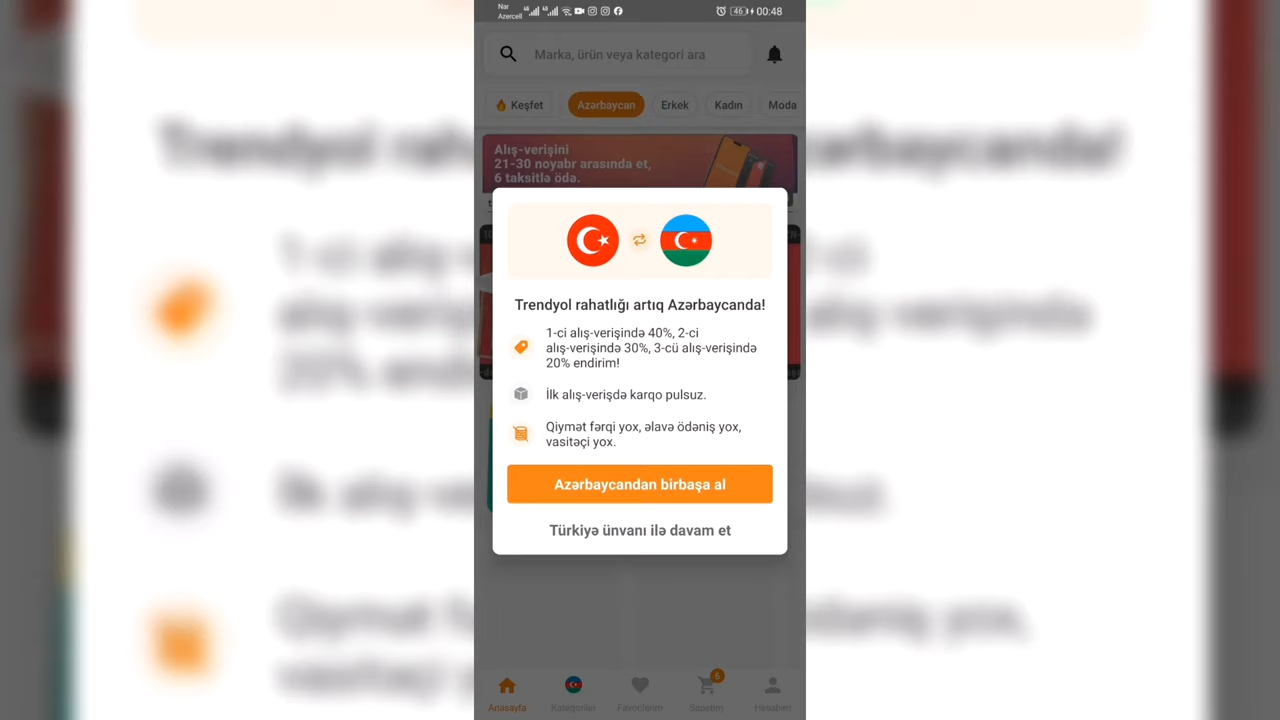 Nar
Azercell
46
00:48
Marka, ürün veya kategori ara
Keşfet
Azərbaycan
Erkek
Kadın
Moda
Alış-verişini
21-30 noyabr arasında et,
6 taksitlə ödə.
Trendyol rahatlığı artıq Azərbaycanda!
1-ci alış-verişində 40%, 2-ci
alış-verişində 30%, 3-cü alış-verişində
20% endirim!
İlk alış-verişdə karqo pulsuz.
Qiymət fərqi yox, əlavə ödəniş yox,
vasitəçi yox.
Azərbaycandan birbaşa al
Türkiyə ünvanı ilə davam et
6
Anasayfa
Kateqoriler
Favorilerim
Sepetim
Hesabım